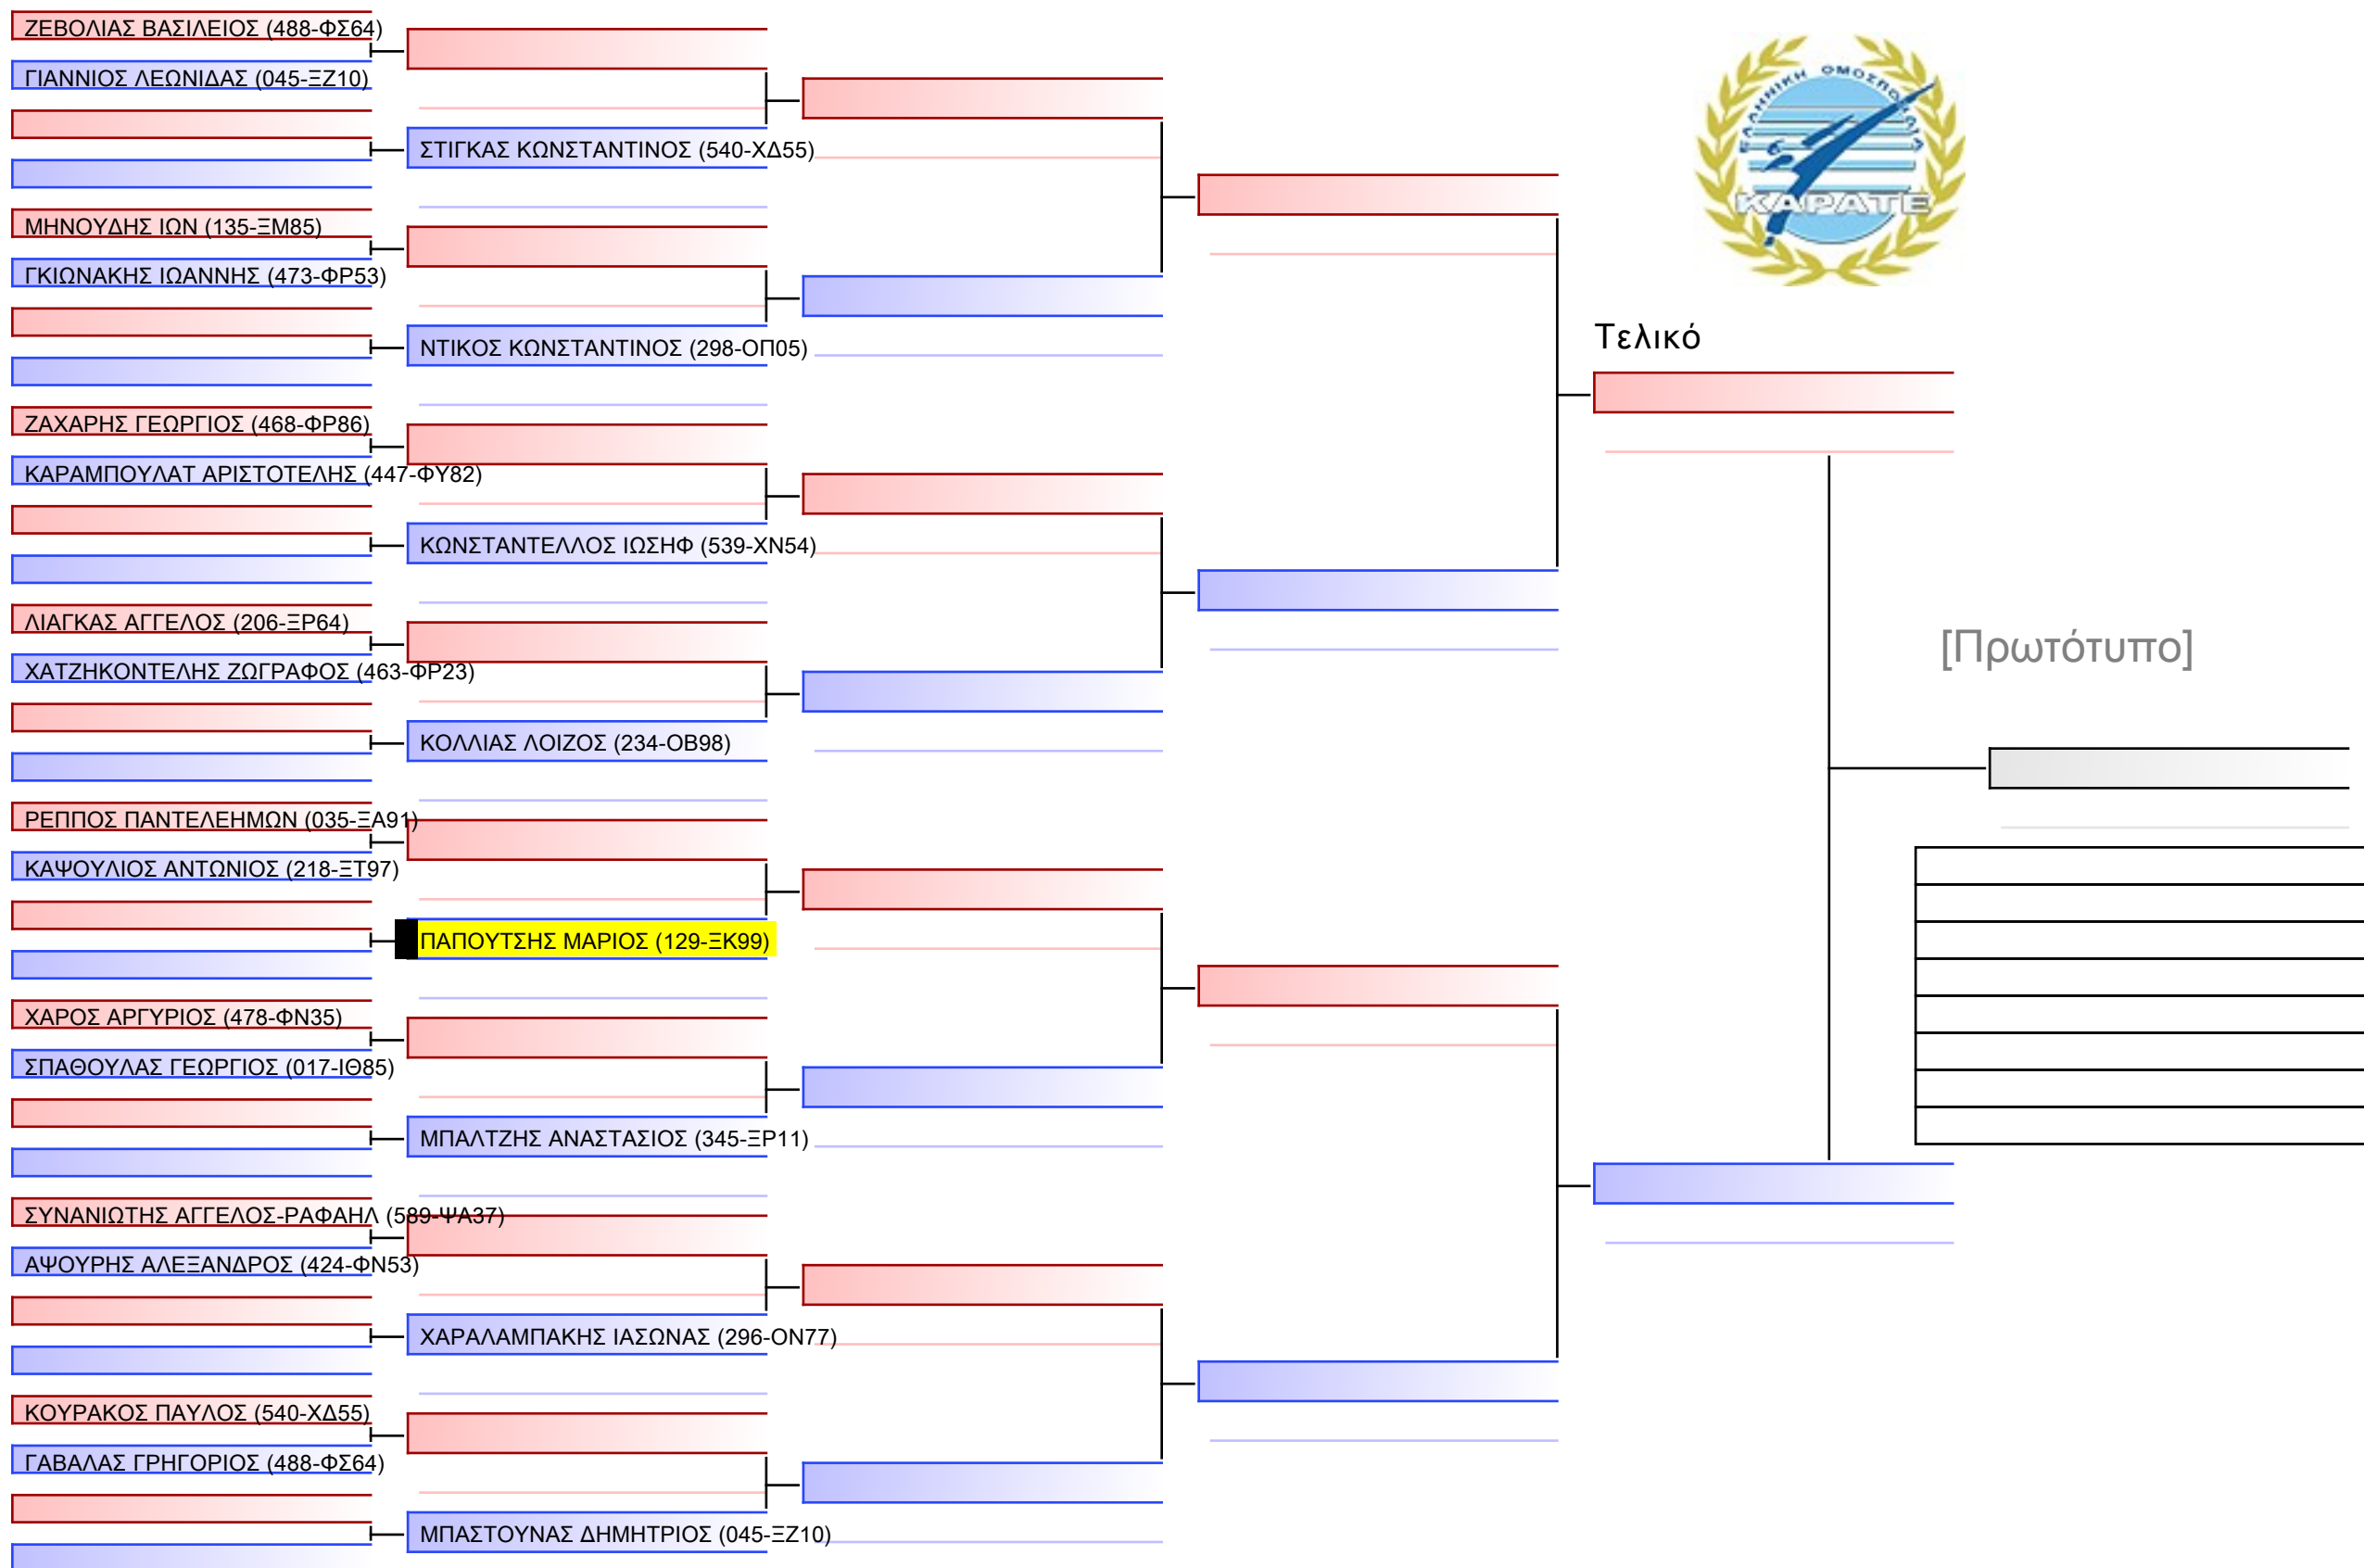 ΖΕΒΟΛΙΑΣ ΒΑΣΙΛΕΙΟΣ (488-ΦΣ64)
ΓΙΑΝΝΙΟΣ ΛΕΩΝΙΔΑΣ (045-ΞΖ10)
ΣΤΙΓΚΑΣ ΚΩΝΣΤΑΝΤΙΝΟΣ (540-ΧΔ55)
ΜΗΝΟΥΔΗΣ ΙΩΝ (135-ΞΜ85)
ΓΚΙΩΝΑΚΗΣ ΙΩΑΝΝΗΣ (473-ΦΡ53)
ΝΤΙΚΟΣ ΚΩΝΣΤΑΝΤΙΝΟΣ (298-ΟΠ05)
ΖΑΧΑΡΗΣ ΓΕΩΡΓΙΟΣ (468-ΦΡ86)
ΚΑΡΑΜΠΟΥΛΑΤ ΑΡΙΣΤΟΤΕΛΗΣ (447-ΦΥ82)
ΚΩΝΣΤΑΝΤΕΛΛΟΣ ΙΩΣΗΦ (539-ΧΝ54)
ΛΙΑΓΚΑΣ ΑΓΓΕΛΟΣ (206-ΞΡ64)
ΧΑΤΖΗΚΟΝΤΕΛΗΣ ΖΩΓΡΑΦΟΣ (463-ΦΡ23)
ΚΟΛΛΙΑΣ ΛΟΙΖΟΣ (234-ΟΒ98)
ΡΕΠΠΟΣ ΠΑΝΤΕΛΕΗΜΩΝ (035-ΞΑ91)
ΚΑΨΟΥΛΙΟΣ ΑΝΤΩΝΙΟΣ (218-ΞΤ97)
ΠΑΠΟΥΤΣΗΣ ΜΑΡΙΟΣ (129-ΞΚ99)
ΧΑΡΟΣ ΑΡΓΥΡΙΟΣ (478-ΦΝ35)
ΣΠΑΘΟΥΛΑΣ ΓΕΩΡΓΙΟΣ (017-ΙΘ85)
ΜΠΑΛΤΖΗΣ ΑΝΑΣΤΑΣΙΟΣ (345-ΞΡ11)
ΣΥΝΑΝΙΩΤΗΣ ΑΓΓΕΛΟΣ-ΡΑΦΑΗΛ (589-ΨΑ37)
ΑΨΟΥΡΗΣ ΑΛΕΞΑΝΔΡΟΣ (424-ΦΝ53)
ΧΑΡΑΛΑΜΠΑΚΗΣ ΙΑΣΩΝΑΣ (296-ΟΝ77)
ΚΟΥΡΑΚΟΣ ΠΑΥΛΟΣ (540-ΧΔ55)
ΓΑΒΑΛΑΣ ΓΡΗΓΟΡΙΟΣ (488-ΦΣ64)
ΜΠΑΣΤΟΥΝΑΣ ΔΗΜΗΤΡΙΟΣ (045-ΞΖ10)
ΕΛΛΗΝΙΚΗ ΟΜΟΣΠΟΝΔΙΑ
ΚΑΡΑΤΕ
Τελικό
[Πρωτότυπο]